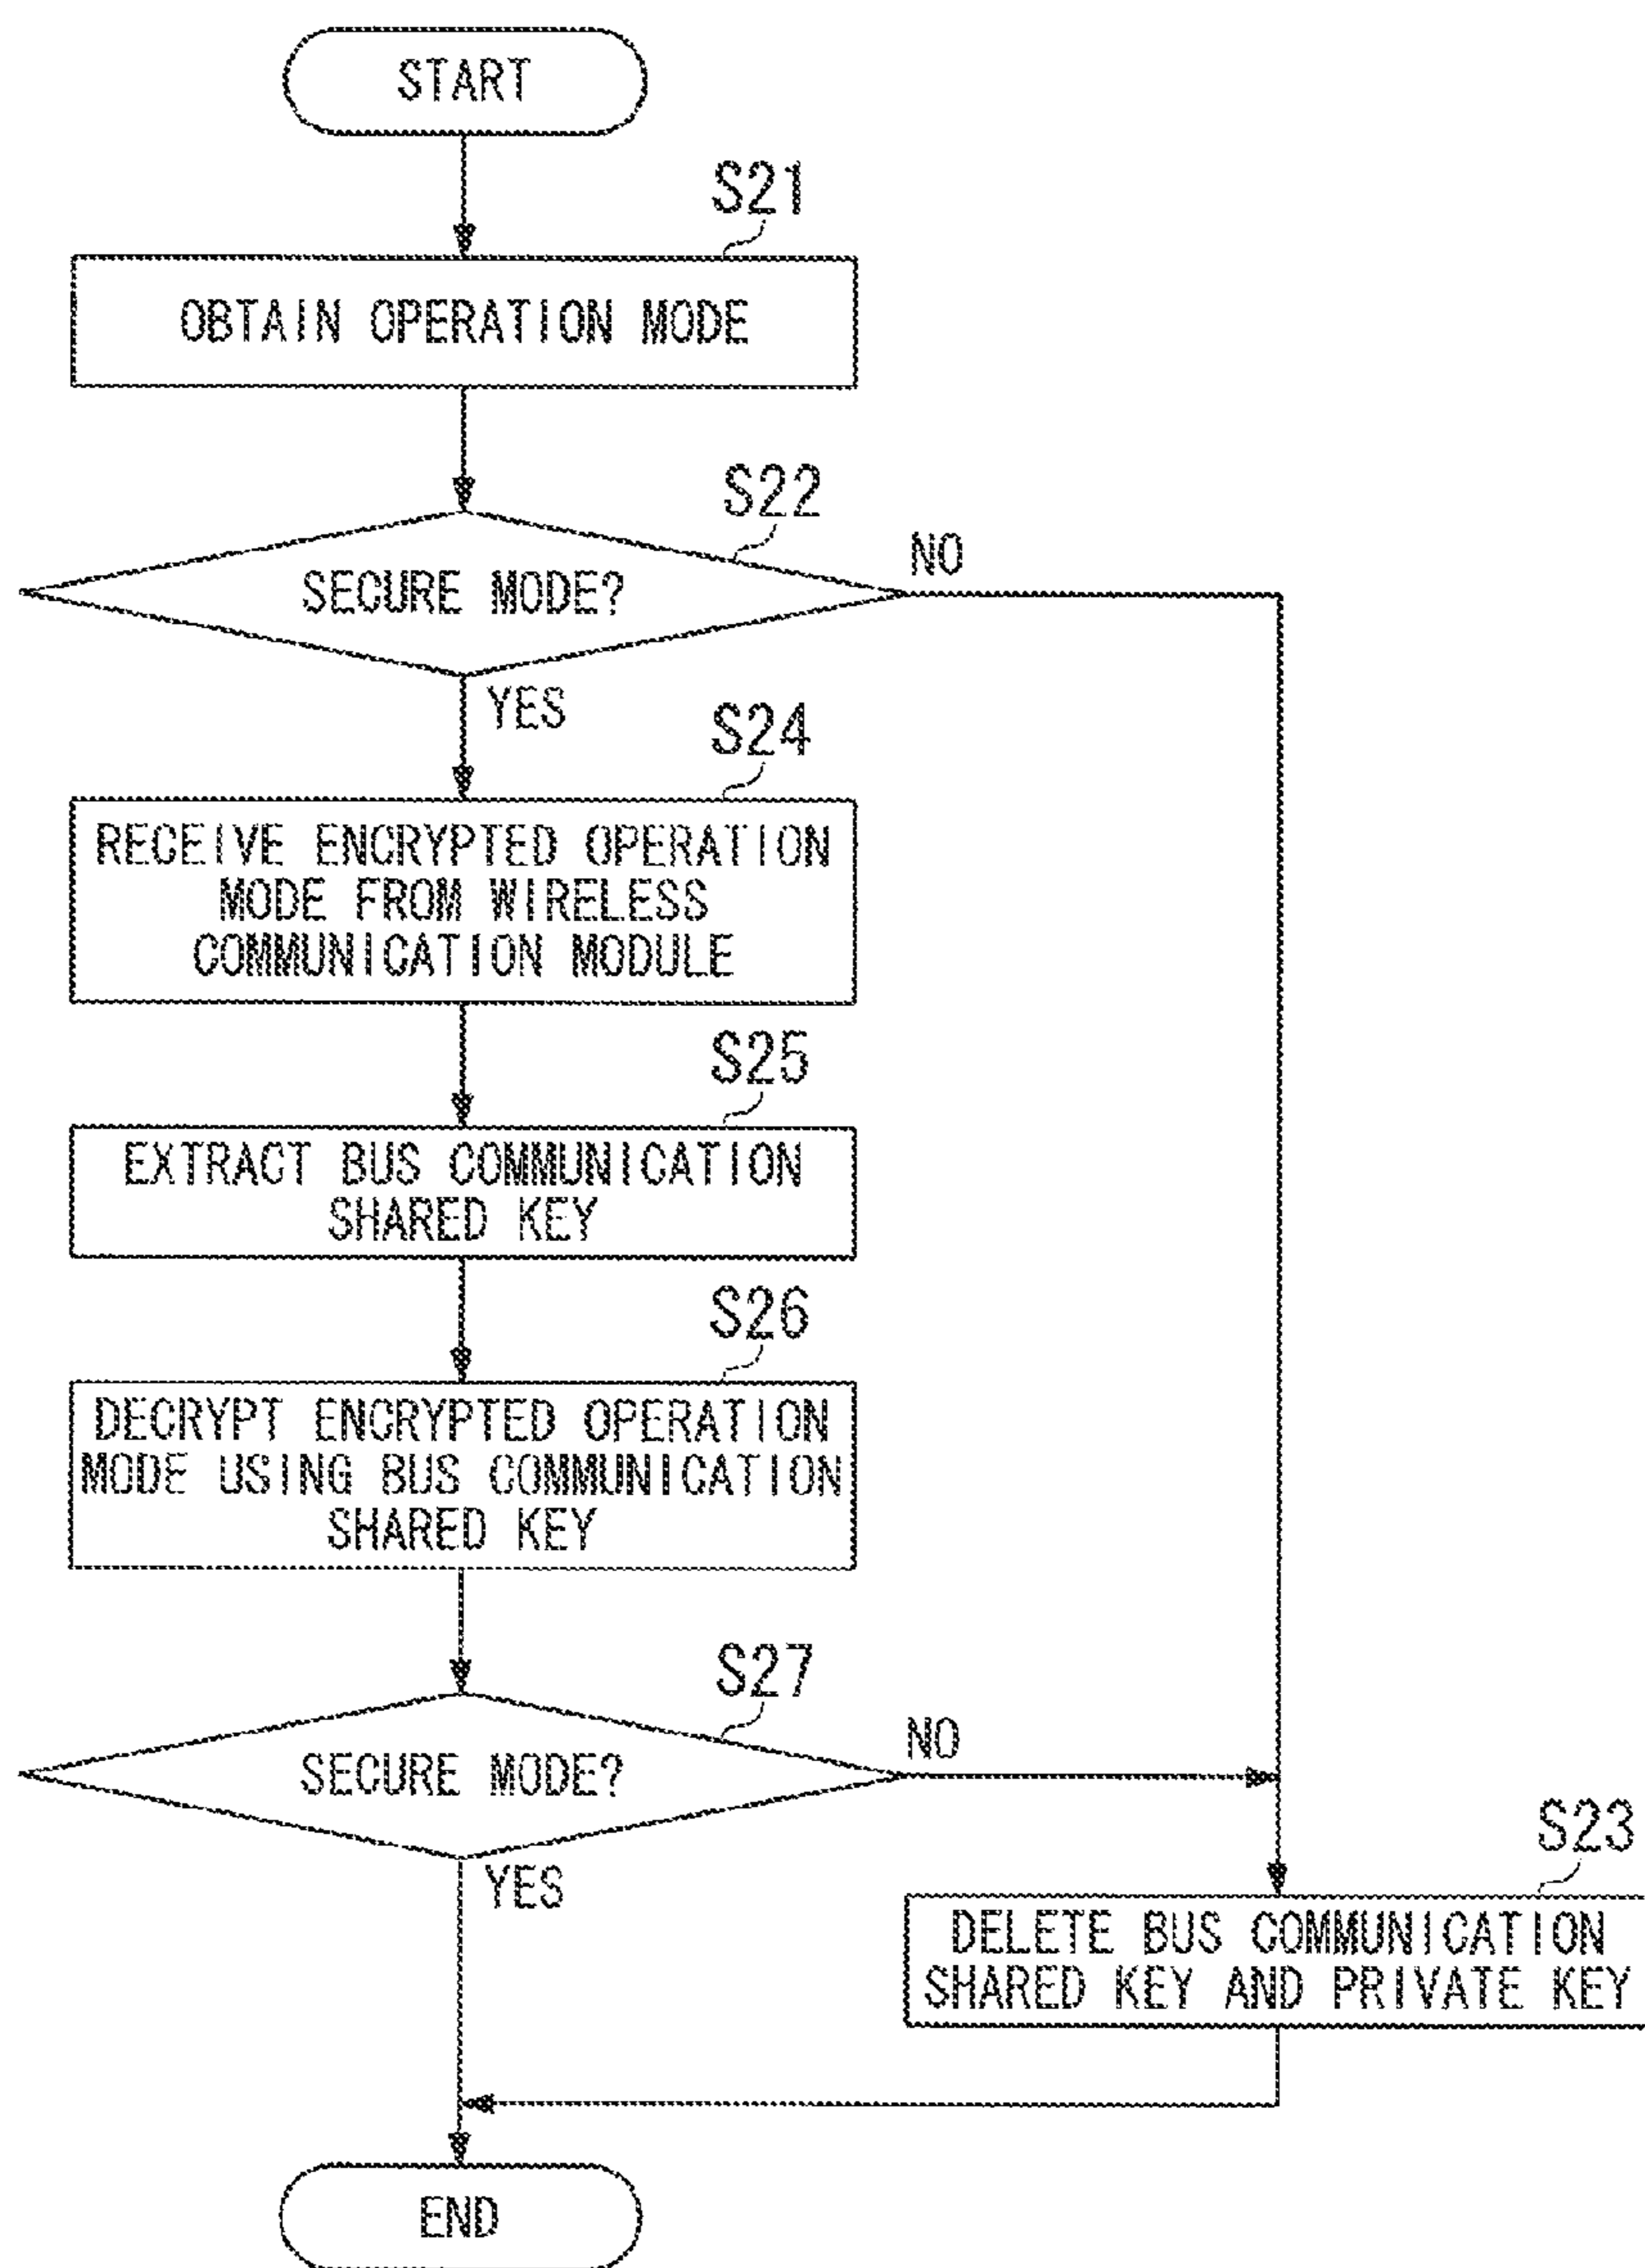 START
S21
OBTAIN OPERATION MODE
S22
SECURE MODE?
NO
YES
S24
RECEIVE ENCRYPTED OPERATION
MODE FROM WIRELESS
COMMUNICATION MODULE
S25
EXTRACT BUS COMMUNICATION
SHARED KEY
S26
DECRYPT ENCRYPTED OPERATION
MODE USING BUS COMMUNICATION
SHARED KEY
S27
SECURE MODE?
NO
YES
S23
DELETE BUS COMMUNICATION
SHARED KEY AND PRIVATE KEY
END